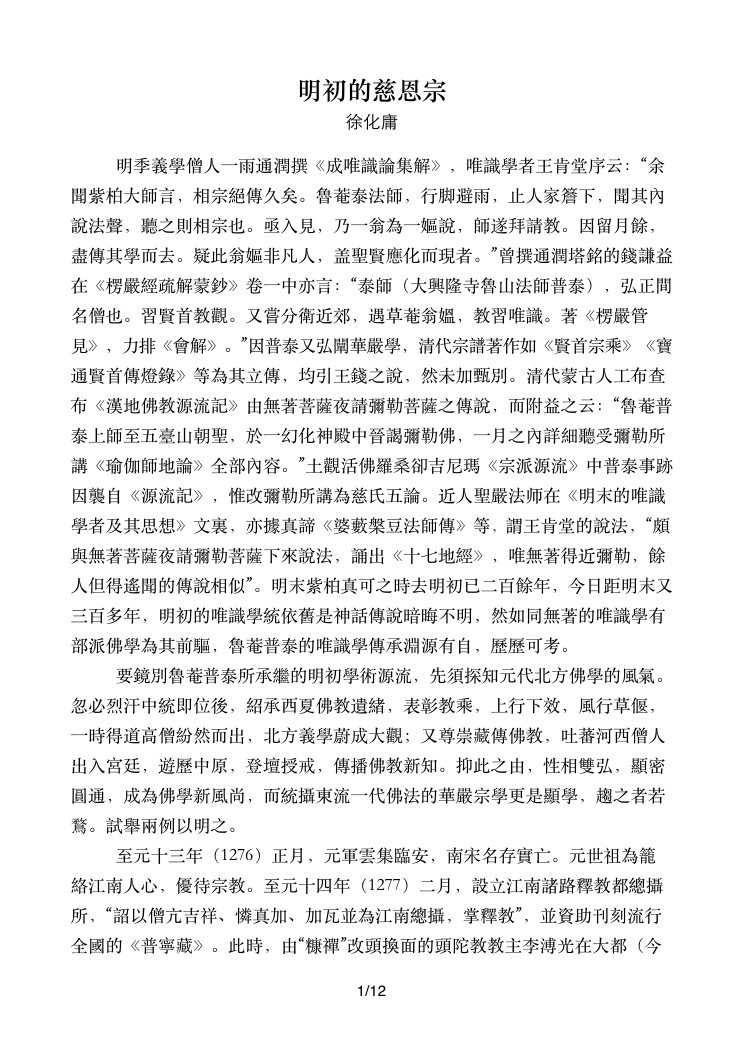 明初的慈恩宗
徐化庸
明季義學僧人一雨通潤撰《成唯識論集解》，唯識學者王肯堂序云：“余
聞紫柏大師言，相宗絕傳久矣。魯菴泰法師，行脚避雨，止人家簷下，聞其內
說法聲，聽之則相宗也。亟入見，乃一翁為一嫗說，師遂拜請教。因留月餘，
盡傳其學而去。疑此翁嫗非凡人，盖聖賢應化而現者。”曾撰通潤塔銘的錢謙益
在《楞嚴經疏解蒙鈔》卷一中亦言：“泰師（大興隆寺魯山法師普泰），弘正間
名僧也。習賢首教觀。又嘗分衛近郊，遇草菴翁媼，教習唯識。著《楞嚴管
見》，力排《會解》。”因普泰又弘闡華嚴學，清代宗譜著作如《賢首宗乘》《寶
通賢首傳燈錄》等為其立傳，均引王錢之說，然未加甄別。清代蒙古人工布查
布《漢地佛教源流記》由無著菩薩夜請彌勒菩薩之傳說，而附益之云：“魯菴普
泰上師至五臺山朝聖，於一幻化神殿中晉謁彌勒佛，一月之內詳細聽受彌勒所
講《瑜伽師地論》全部內容。”土觀活佛羅桑卻吉尼瑪《宗派源流》中普泰事跡
因襲自《源流記》，惟改彌勒所講為慈氏五論。近人聖嚴法师在《明末的唯識
學者及其思想》文裏，亦據真諦《婆藪槃豆法師傳》等，謂王肯堂的說法，“頗
與無著菩薩夜請彌勒菩薩下來說法，誦出《十七地經》，唯無著得近彌勒，餘
人但得遙聞的傳說相似”。明末紫柏真可之時去明初已二百餘年，今日距明末又
三百多年，明初的唯識學統依舊是神話傳說暗晦不明，然如同無著的唯識學有
部派佛學為其前驅，魯菴普泰的唯識學傳承淵源有自，歷歷可考。
要鏡別魯菴普泰所承繼的明初學術源流，先須探知元代北方佛學的風氣。
忽必烈汗中統即位後，紹承西夏佛教遺緒，表彰教乘，上行下效，風行草偃，
一時得道高僧紛然而出，北方義學蔚成大觀；又尊崇藏傳佛教，吐蕃河西僧人
出入宮廷，遊歷中原，登壇授戒，傳播佛教新知。抑此之由，性相雙弘，顯密
圓通，成為佛學新風尚，而統攝東流一代佛法的華嚴宗學更是顯學，趨之者若
鶩。試舉兩例以明之。
至元十三年（1276）正月，元軍雲集臨安，南宋名存實亡。元世祖為籠
絡江南人心，優待宗教。至元十四年（1277）二月，設立江南諸路釋教都總攝
所，“詔以僧亢吉祥、憐真加、加瓦並為江南總攝，掌釋教”，並資助刊刻流行
全國的《普寧藏》。此時，由“糠禪”改頭換面的頭陀教教主李溥光在大都（今
1/12